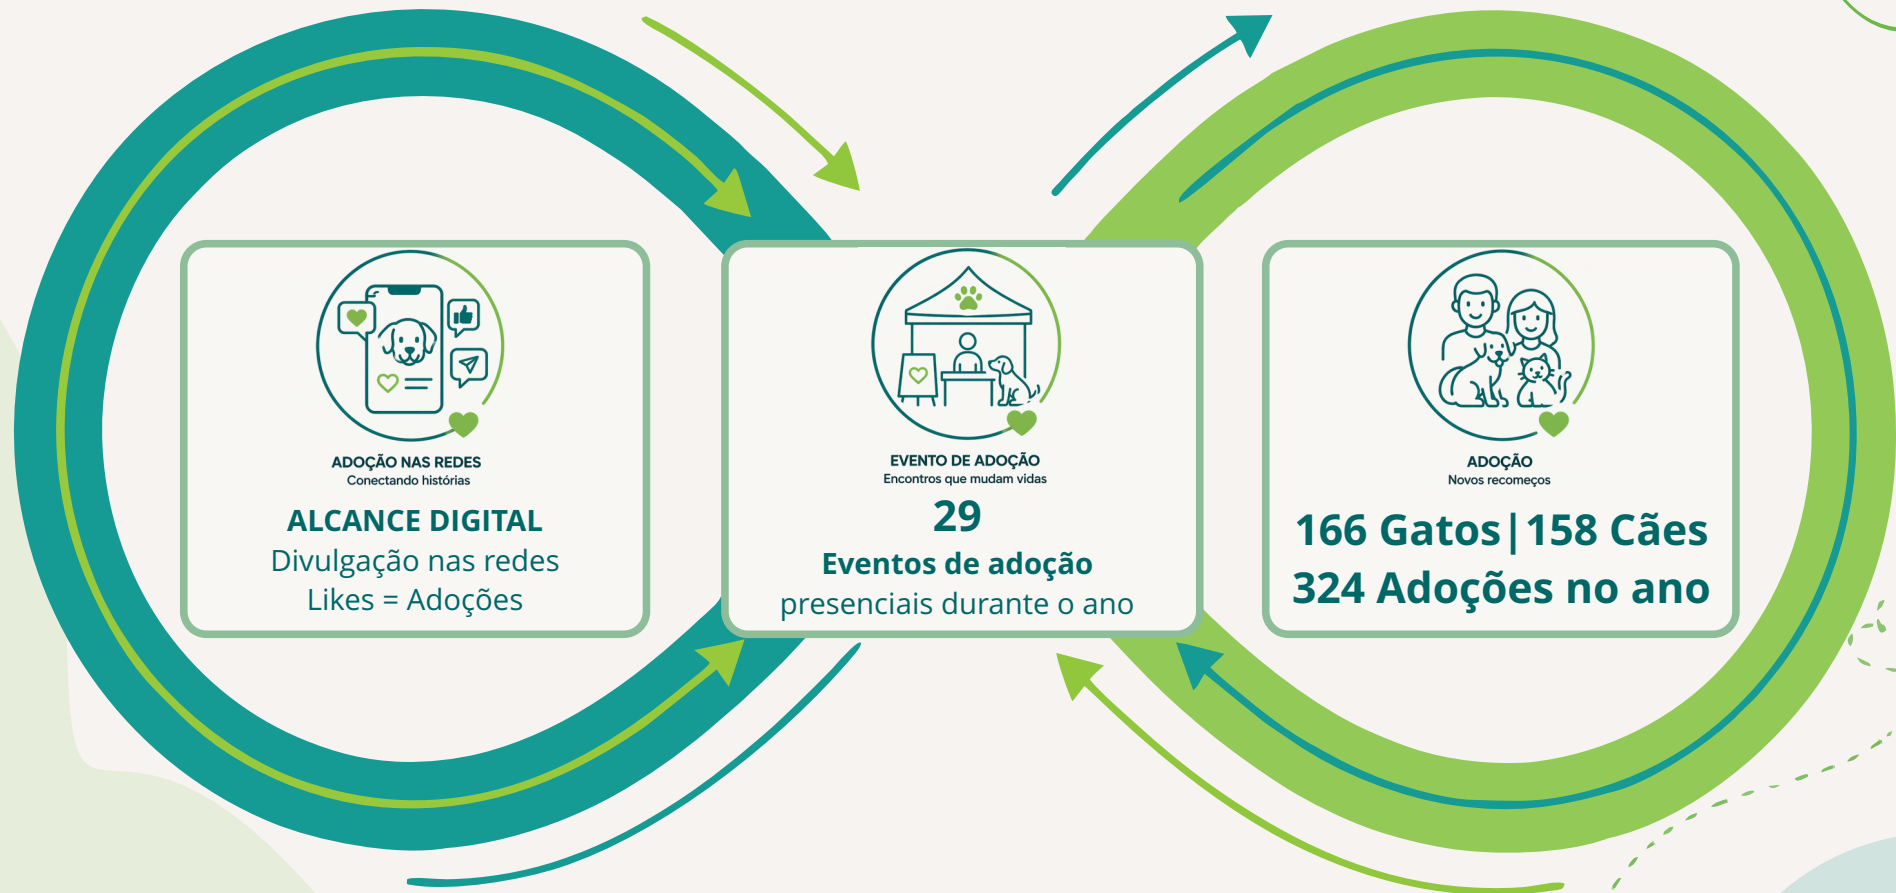 ADOÇÃO NAS REDES
Conectando histórias
ALCANCE DIGITAL
Divulgação nas redes
Likes = Adoções
EVENTO DE ADOÇÃO
Encontros que mudam vidas
29
Eventos de adoção
presenciais durante o ano
ADOÇÃO
Novos recomeços
166 Gatos|158 Cães
324 Adoções no ano